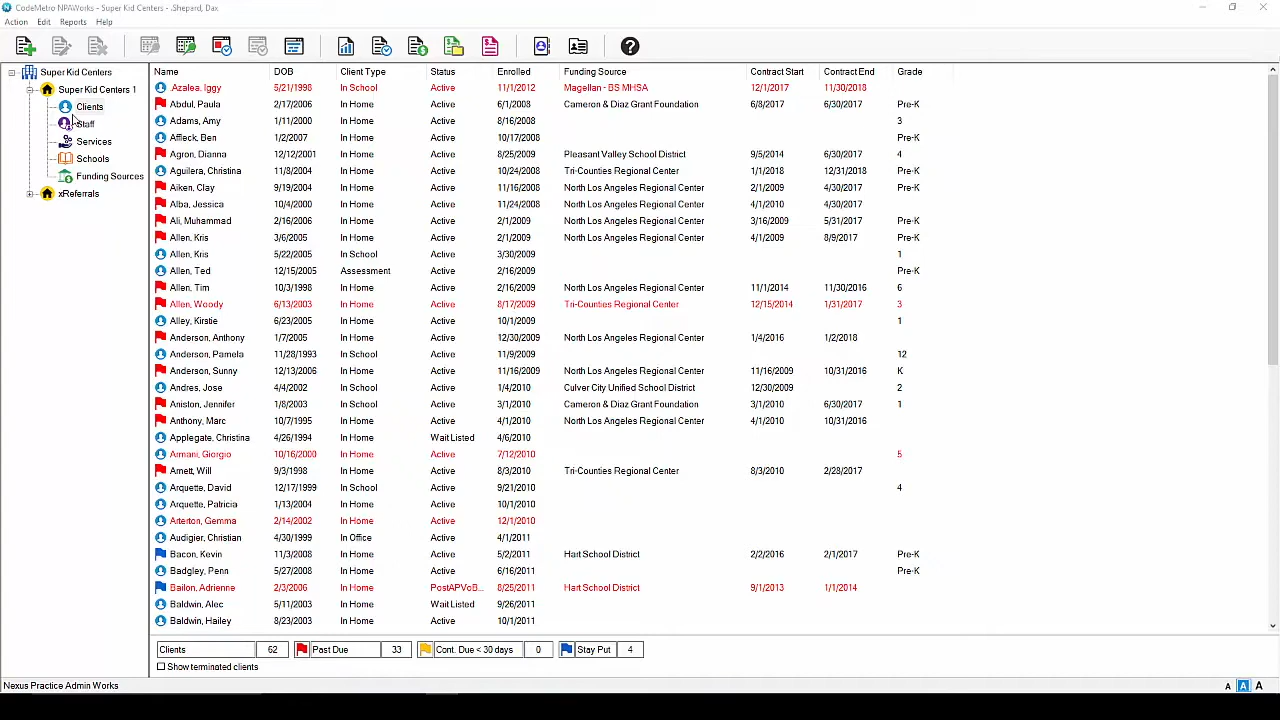 CodeMetro NPAWorks - Super Kid Centers - .Shepard, Dax
Action Edit Reports Help
Super Kid Centers
Super Kid Centers 1
Clients
Staff
Services
Schools
Funding Sources
xReferrals
Name DOB Client Type Status Enrolled Funding Source Contract Start Contract End Grade
.Azalea, Iggy 5/21/1998 In School Active 11/1/2012 Magellan - BS MHSA 12/1/2017 11/30/2018
Abdul, Paula 2/17/2006 In Home Active 6/1/2008 Cameron & Diaz Grant Foundation 6/8/2017 6/30/2017 Pre-K
Adams, Amy 1/11/2000 In Home Active 8/16/2008 3
Affleck, Ben 1/2/2007 In Home Active 10/17/2008 Pre-K
Agron, Dianna 12/12/2001 In Home Active 8/25/2009 Pleasant Valley School District 9/5/2014 6/30/2017 4
Aguilera, Christina 11/8/2004 In Home Active 10/24/2008 Tri-Counties Regional Center 1/1/2018 12/31/2018 Pre-K
Aiken, Clay 9/19/2004 In Home Active 11/16/2008 North Los Angeles Regional Center 2/1/2009 4/30/2017 Pre-K
Alba, Jessica 10/4/2000 In Home Active 11/24/2008 North Los Angeles Regional Center 4/1/2010 4/30/2017
Ali, Muhammad 2/16/2006 In Home Active 2/1/2009 North Los Angeles Regional Center 3/16/2009 5/31/2017 Pre-K
Allen, Kris 3/6/2005 In Home Active 2/1/2009 North Los Angeles Regional Center 4/1/2009 8/9/2017 Pre-K
Allen, Kris 5/22/2005 In School Active 3/30/2009 1
Allen, Ted 12/15/2005 Assessment Active 2/16/2009 Pre-K
Allen, Tim 10/3/1998 In Home Active 2/16/2009 North Los Angeles Regional Center 11/1/2014 11/30/2016 6
Allen, Woody 6/13/2003 In Home Active 8/17/2009 Tri-Counties Regional Center 12/15/2014 1/31/2017 3
Alley, Kirstie 6/23/2005 In Home Active 10/1/2009 1
Anderson, Anthony 1/7/2005 In Home Active 12/30/2009 North Los Angeles Regional Center 1/4/2016 1/2/2018
Anderson, Pamela 11/28/1993 In School Active 11/9/2009 12
Anderson, Sunny 12/13/2006 In Home Active 11/16/2009 North Los Angeles Regional Center 11/16/2009 10/31/2016 K
Andres, Jose 4/4/2002 In School Active 1/4/2010 Culver City Unified School District 12/30/2009 2
Aniston, Jennifer 1/8/2003 In School Active 3/1/2010 Cameron & Diaz Grant Foundation 3/1/2010 6/30/2017 1
Anthony, Marc 10/7/1995 In Home Active 4/1/2010 North Los Angeles Regional Center 4/1/2010 10/31/2016
Applegate, Christina 4/26/1994 In Home Wait Listed 4/6/2010
Armani, Giorgio 10/16/2000 In Home Active 7/12/2010 5
Arnett, Will 9/3/1998 In Home Active 8/3/2010 Tri-Counties Regional Center 8/3/2010 2/28/2017
Arquette, David 12/17/1999 In School Active 9/21/2010 4
Arquette, Patricia 1/13/2004 In Home Active 10/1/2010
Arterton, Gemma 2/14/2002 In Home Active 12/1/2010
Audigier, Christian 4/30/1999 In Office Active 4/1/2011
Bacon, Kevin 11/3/2008 In Home Active 5/2/2011 Hart School District 2/2/2016 2/1/2017 Pre-K
Badgley, Penn 5/27/2008 In Home Active 6/16/2011 Pre-K
Bailon, Adrienne 2/3/2006 In Home PostAPVoB... 8/25/2011 Hart School District 9/1/2013 1/1/2014
Baldwin, Alec 5/11/2003 In Home Wait Listed 9/26/2011
Baldwin, Hailey 8/23/2003 In Home Active 10/1/2011
Clients 62 Past Due 33 Cont. Due < 30 days 0 Stay Put 4
Show terminated clients
Nexus Practice Admin Works A A A